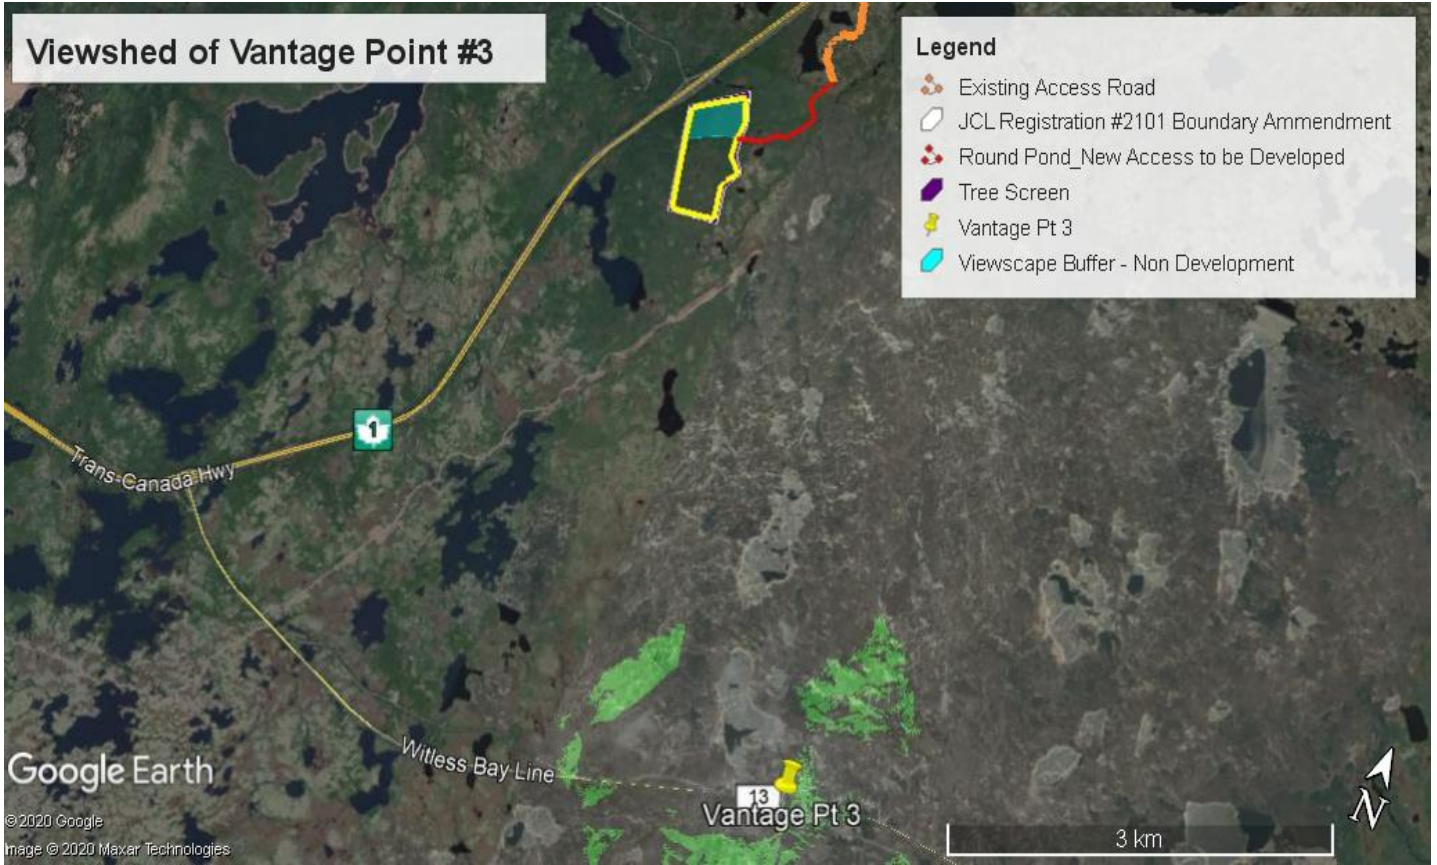 Viewshed of Vantage Point #3
Legend
Existing Access Road
JCL Registration #2101 Boundary Ammendment
Round Pond_New Access to be Developed
Tree Screen
Vantage Pt 3
Viewscape Buffer - Non Development
1
Trans-Canada Hwy
Witless Bay Line
13
Vantage Pt 3
Google Earth
© 2020 Google
Image © 2020 Maxar Technologies
3 km
N